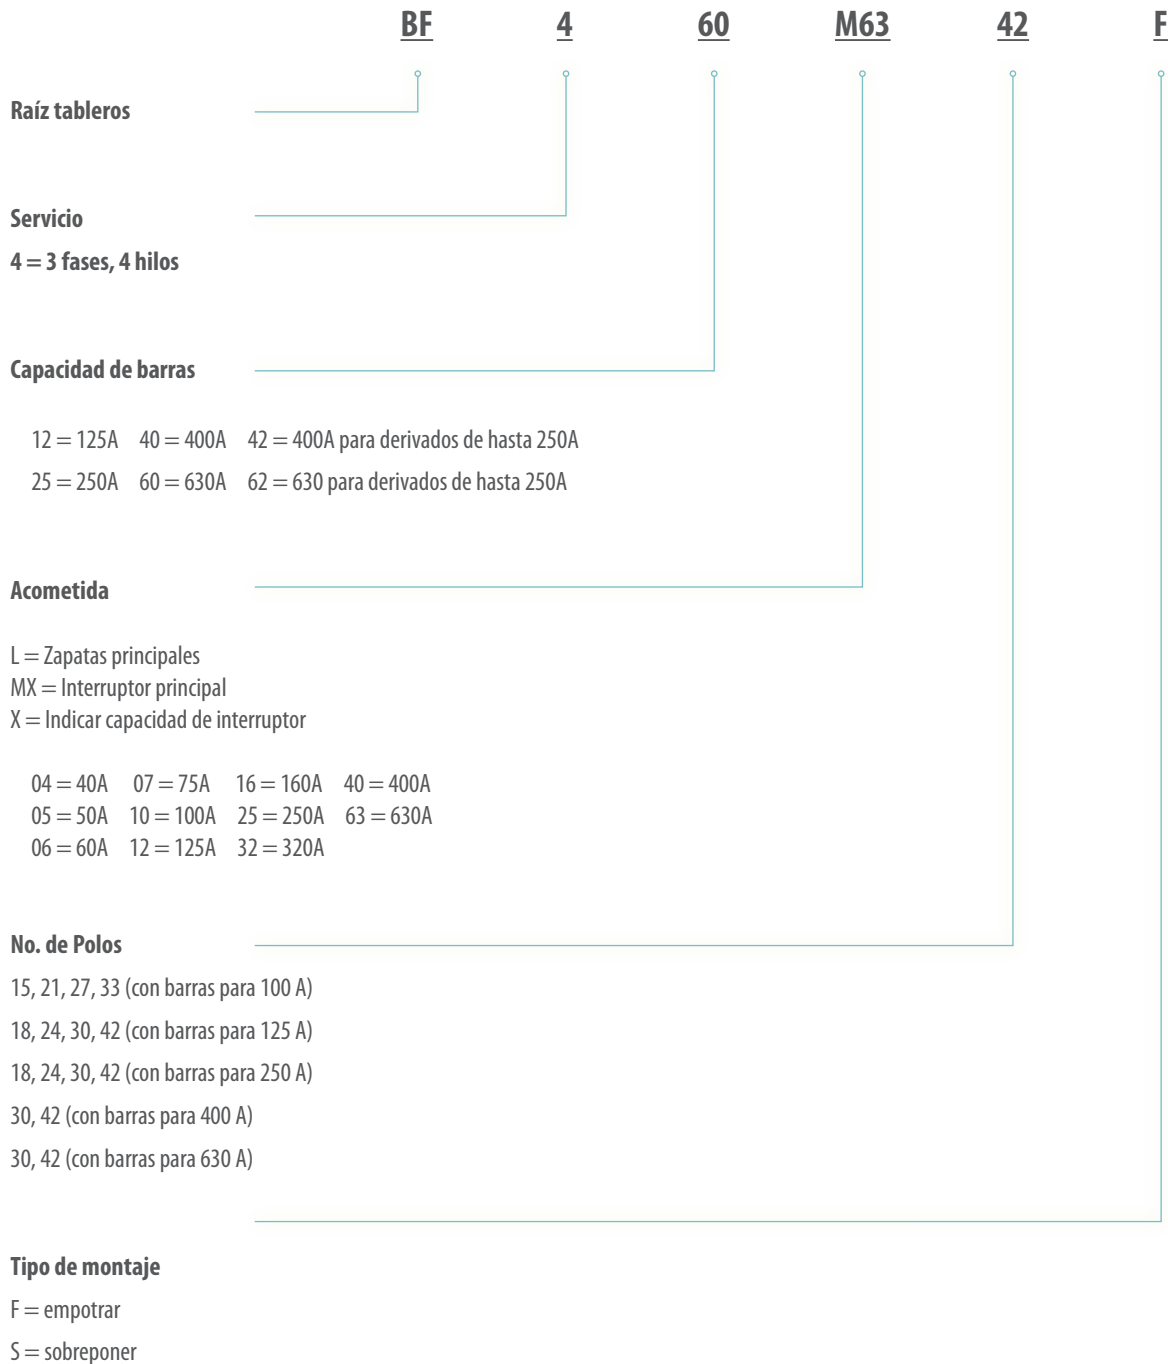 BF 4 60 M63 42 F
Raíz tableros
Servicio
4 = 3 fases, 4 hilos
Capacidad de barras
12 = 125A 40 = 400A 42 = 400A para derivados de hasta 250A
25 = 250A 60 = 630A 62 = 630 para derivados de hasta 250A
Acometida
L = Zapatas principales
MX = Interruptor principal
X = Indicar capacidad de interruptor
04 = 40A 07 = 75A 16 = 160A 40 = 400A
05 = 50A 10 = 100A 25 = 250A 63 = 630A
06 = 60A 12 = 125A 32 = 320A
No. de Polos
15, 21, 27, 33 (con barras para 100 A)
18, 24, 30, 42 (con barras para 125 A)
18, 24, 30, 42 (con barras para 250 A)
30, 42 (con barras para 400 A)
30, 42 (con barras para 630 A)
Tipo de montaje
F = empotrar
S = sobreponer